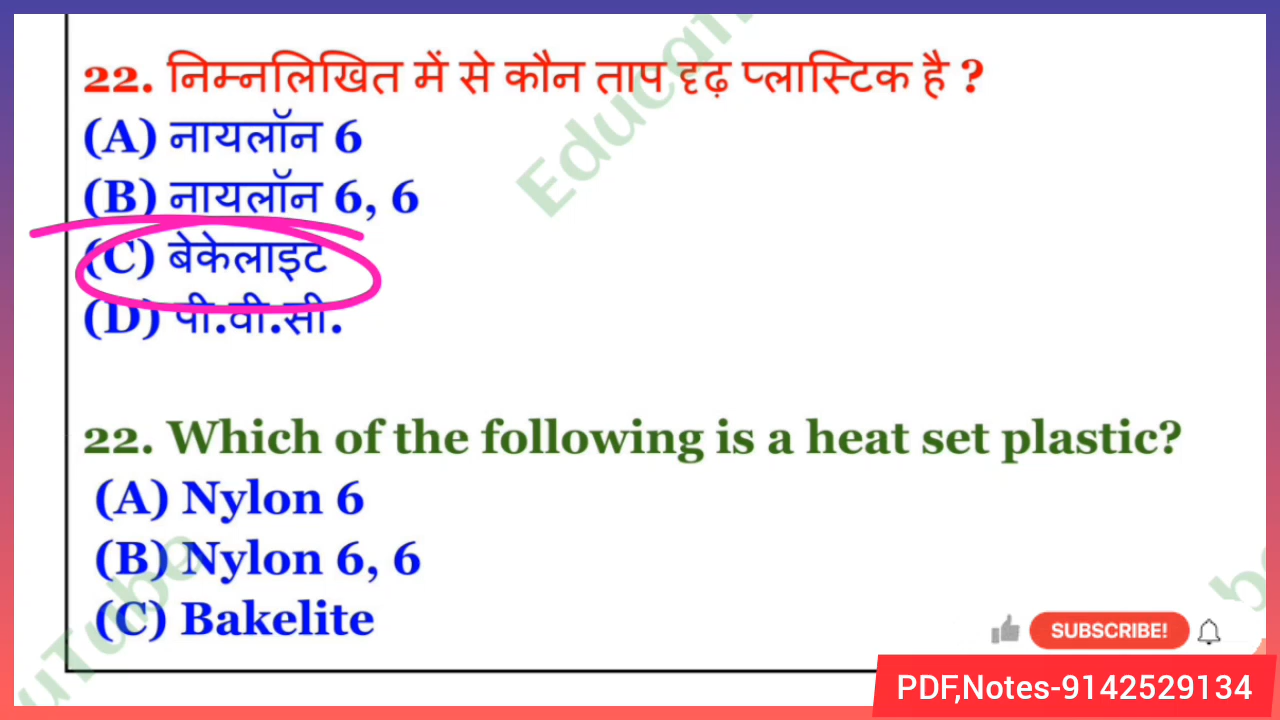 22. निम्नलिखित में से कौन ताप दृढ़ प्लास्टिक है ?
(A) नायलॉन 6
(B) नायलॉन 6, 6
(C) बेकेलाइट
(D) पी.वी.सी.
22. Which of the following is a heat set plastic?
(A) Nylon 6
(B) Nylon 6, 6
(C) Bakelite
SUBSCRIBE!
PDF,Notes-9142529134